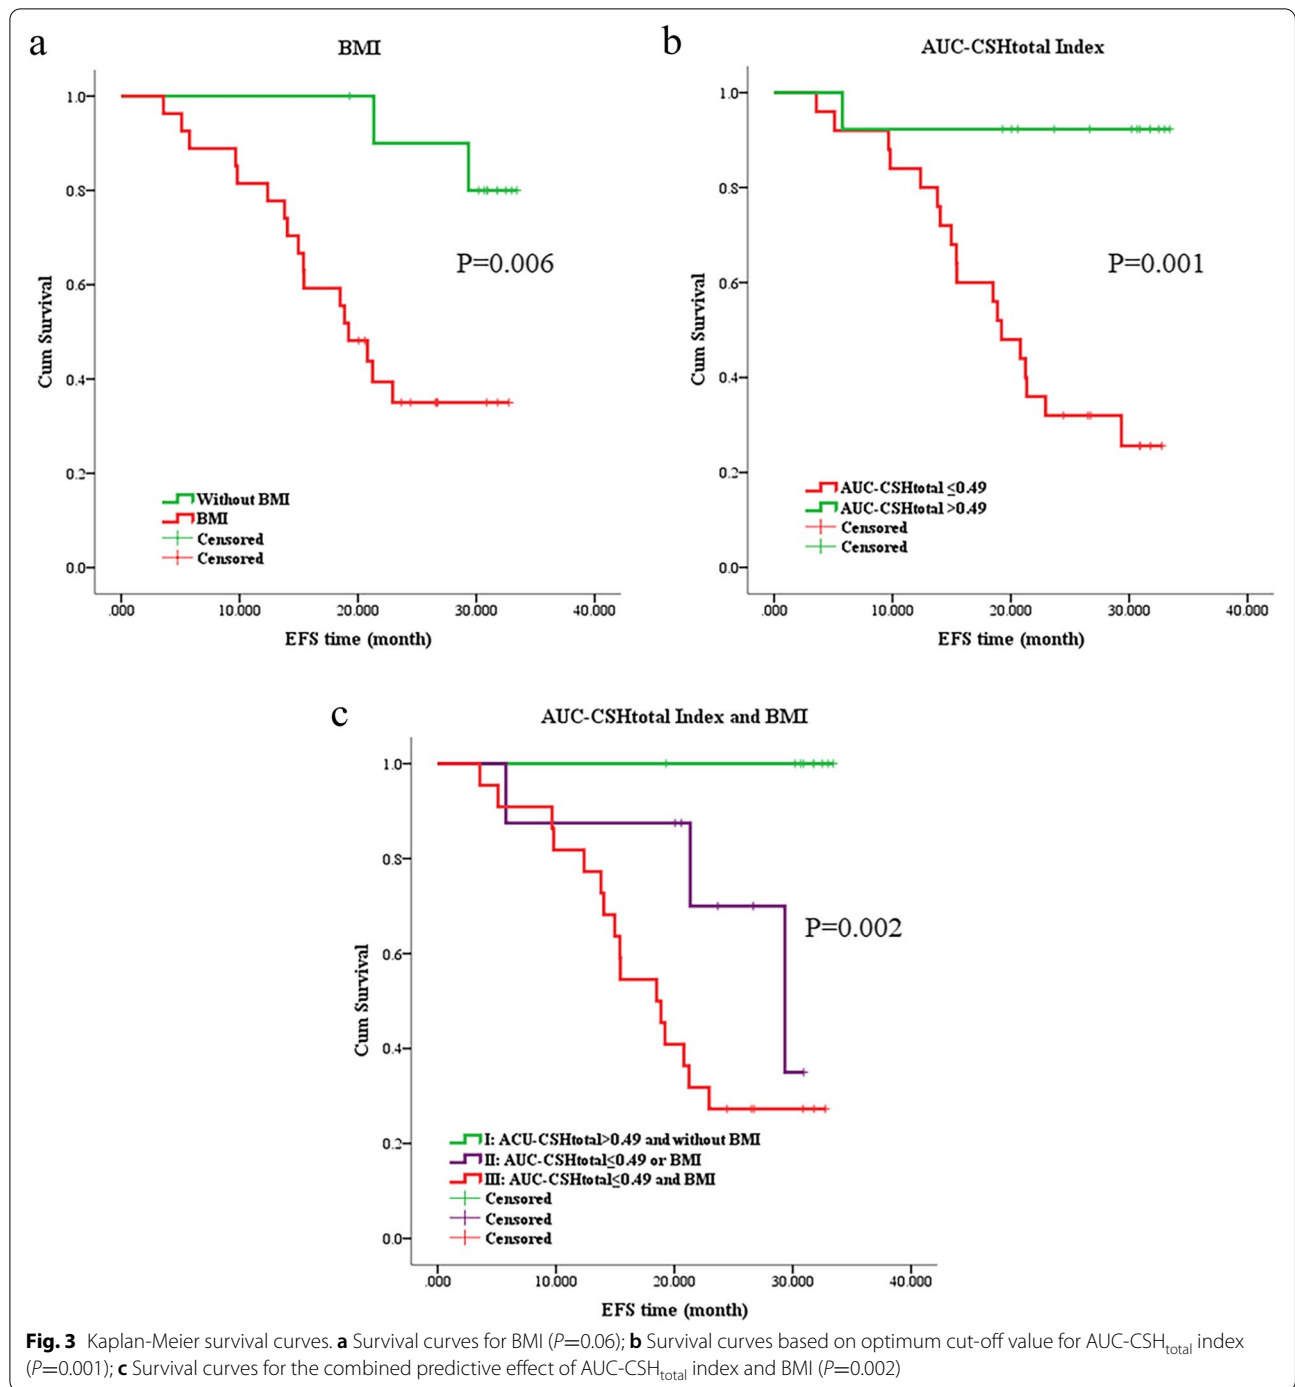 a
BMI
1.0
0.8
0.6
0.4
0.2
0.0
Cum Survival
P=0.006
Without BMI
BMI
Censored
Censored
.000 10.000 20.000 30.000 40.000
EFS time (month)
b
AUC-CSHtotal Index
1.0
0.8
0.6
0.4
0.2
0.0
Cum Survival
P=0.001
AUC-CSHtotal ≤0.49
AUC-CSHtotal >0.49
Censored
Censored
.000 10.000 20.000 30.000 40.000
EFS time (month)
c
AUC-CSHtotal Index and BMI
1.0
0.8
0.6
0.4
0.2
0.0
Cum Survival
P=0.002
I: ACU-CSHtotal>0.49 and without BMI
II: AUC-CSHtotal≤0.49 or BMI
III: AUC-CSHtotal≤0.49 and BMI
Censored
Censored
Censored
.000 10.000 20.000 30.000 40.000
EFS time (month)
Fig. 3 Kaplan-Meier survival curves. a Survival curves for BMI (P=0.06); b Survival curves based on optimum cut-off value for AUC-CSHtotal index
(P=0.001); c Survival curves for the combined predictive effect of AUC-CSHtotal index and BMI (P=0.002)